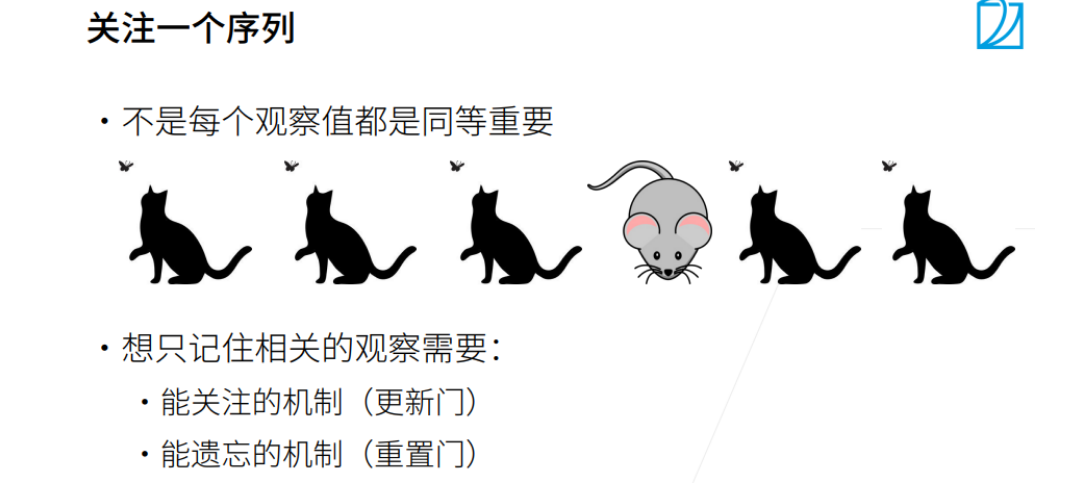 关注一个序列
• 不是每个观察值都是同等重要
• 想只记住相关的观察需要：
• 能关注的机制（更新门）
• 能遗忘的机制（重置门）